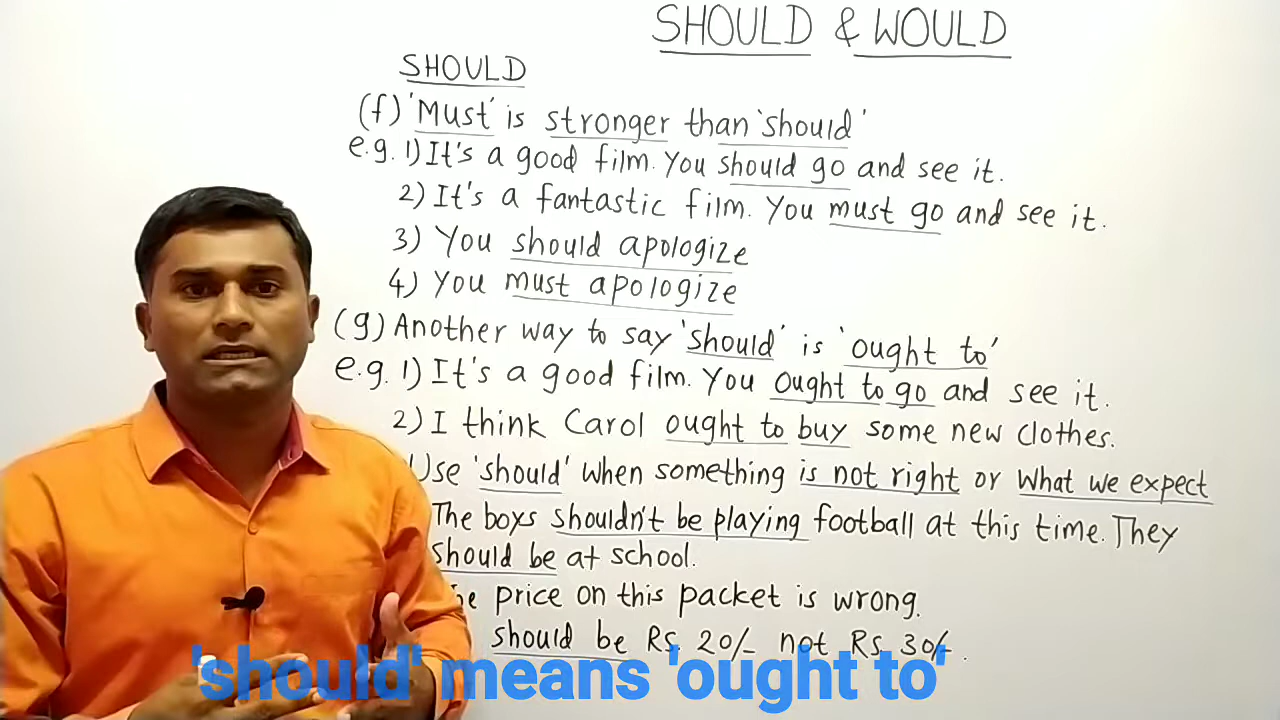 SHOULD & WOULD
SHOULD
(f) 'Must' is stronger than 'should'
e.g. 1) It's a good film. You should go and see it.
2) It's a fantastic film. You must go and see it.
3) You should apologize
4) You must apologize
(g) Another way to say 'should' is 'ought to'
e.g. 1) It's a good film. You ought to go and see it.
2) I think Carol ought to buy some new clothes.
Use 'should' when something is not right or what we expect
The boys shouldn't be playing football at this time. They
should be at school.
price on this packet is wrong.
should be Rs. 20/- not Rs. 30/-.
'should' means 'ought to'